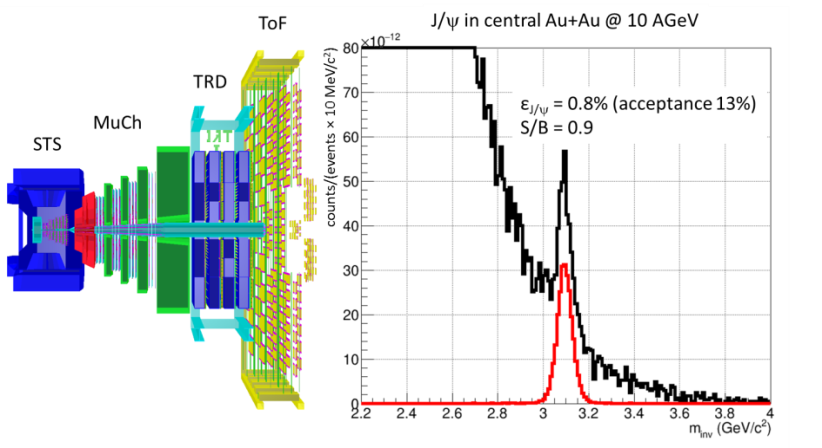 J/ψ in central Au+Au @ 10 AGeV
ToF
TRD
MuCh
STS
×10⁻¹²
counts/(events × 10 MeV/c²)
80
70
60
50
40
30
20
10
0
ε_J/ψ = 0.8% (acceptance 13%)
S/B = 0.9
2.2 2.4 2.6 2.8 3 3.2 3.4 3.6 3.8 4
m_inv (GeV/c²)